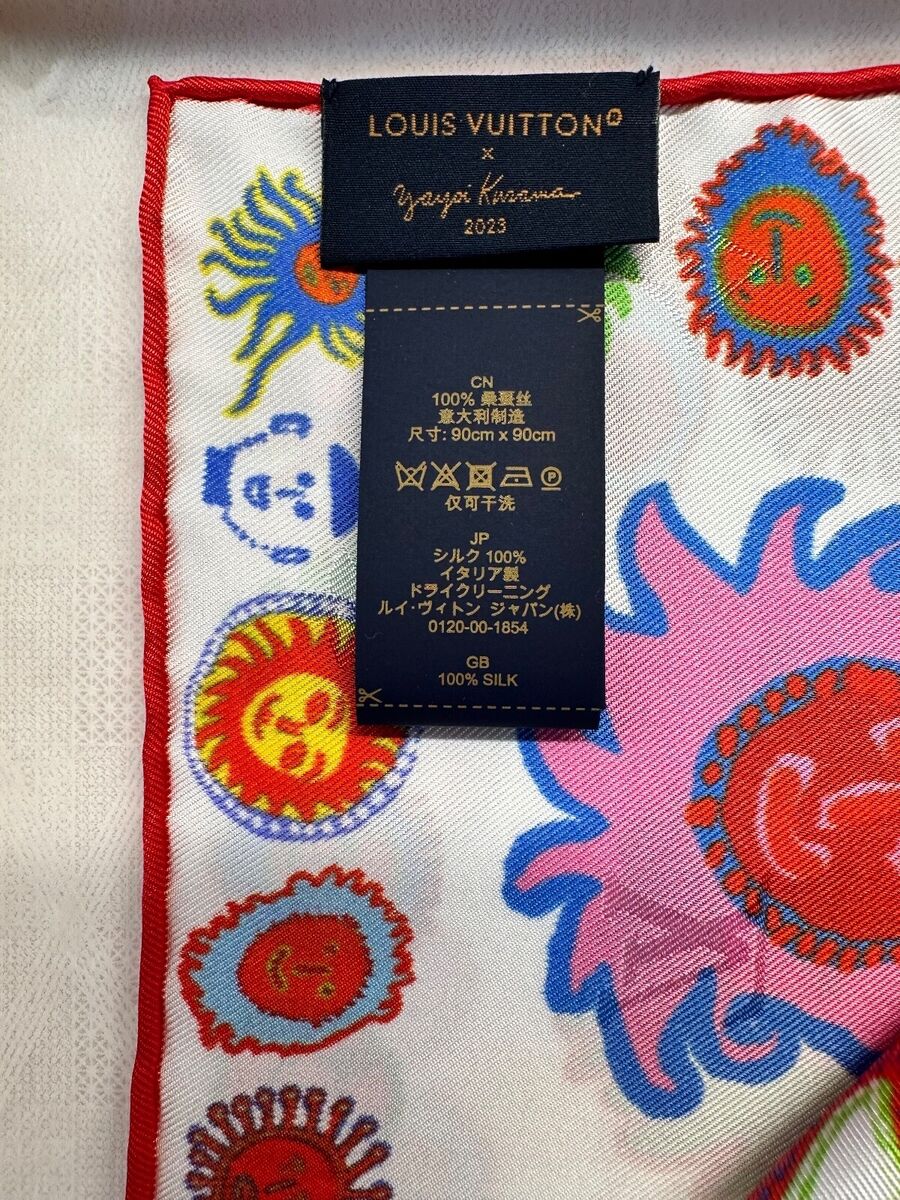 LOUIS VUITTON
x
Yayoi Kusama
2023
CN
100% 桑蚕丝
意大利制造
尺寸: 90cm x 90cm
P
仅可干洗
JP
シルク 100%
イタリア製
ドライクリーニング
ルイ・ヴィトン ジャパン(株)
0120-00-1854
GB
100% SILK